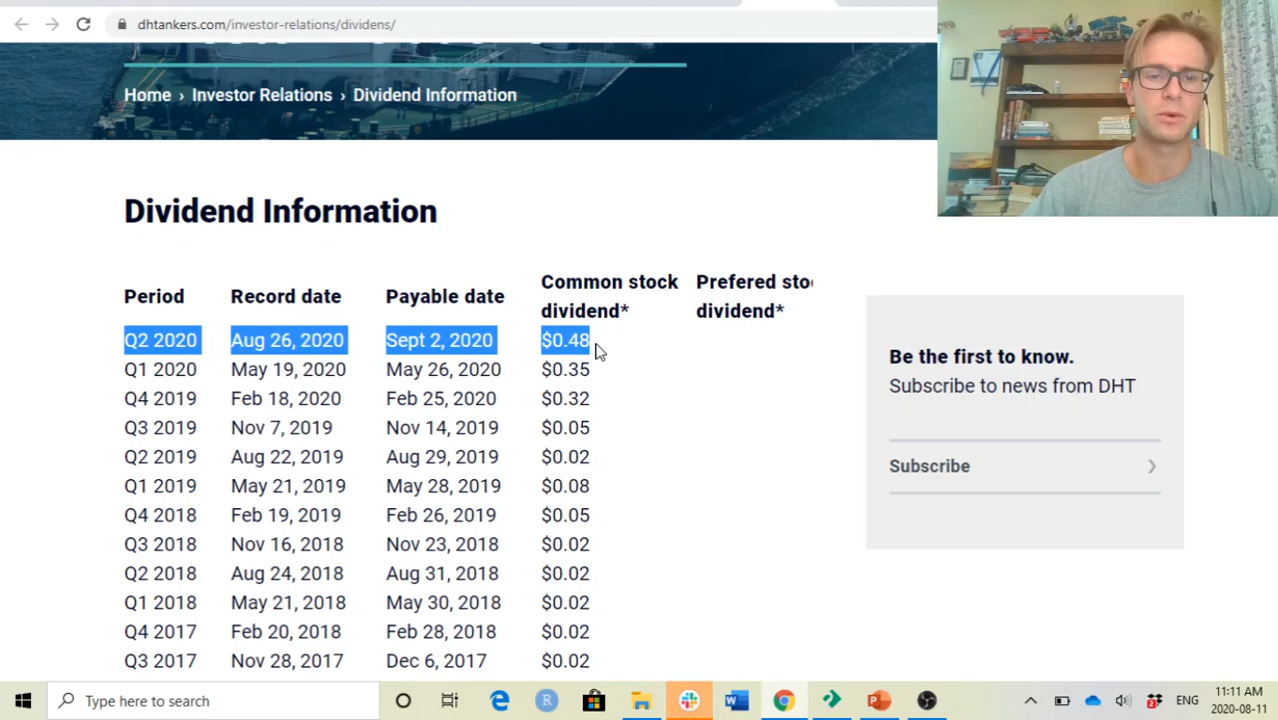 dhtankers.com/investor-relations/dividens/
Home › Investor Relations › Dividend Information
Dividend Information
Period Record date Payable date Common stock dividend* Prefered sto dividend*
Q2 2020 Aug 26, 2020 Sept 2, 2020 $0.48
Q1 2020 May 19, 2020 May 26, 2020 $0.35
Q4 2019 Feb 18, 2020 Feb 25, 2020 $0.32
Q3 2019 Nov 7, 2019 Nov 14, 2019 $0.05
Q2 2019 Aug 22, 2019 Aug 29, 2019 $0.02
Q1 2019 May 21, 2019 May 28, 2019 $0.08
Q4 2018 Feb 19, 2019 Feb 26, 2019 $0.05
Q3 2018 Nov 16, 2018 Nov 23, 2018 $0.02
Q2 2018 Aug 24, 2018 Aug 31, 2018 $0.02
Q1 2018 May 21, 2018 May 30, 2018 $0.02
Q4 2017 Feb 20, 2018 Feb 28, 2018 $0.02
Q3 2017 Nov 28, 2017 Dec 6, 2017 $0.02
Be the first to know.
Subscribe to news from DHT
Subscribe
Type here to search
ENG
11:11 AM
2020-08-11